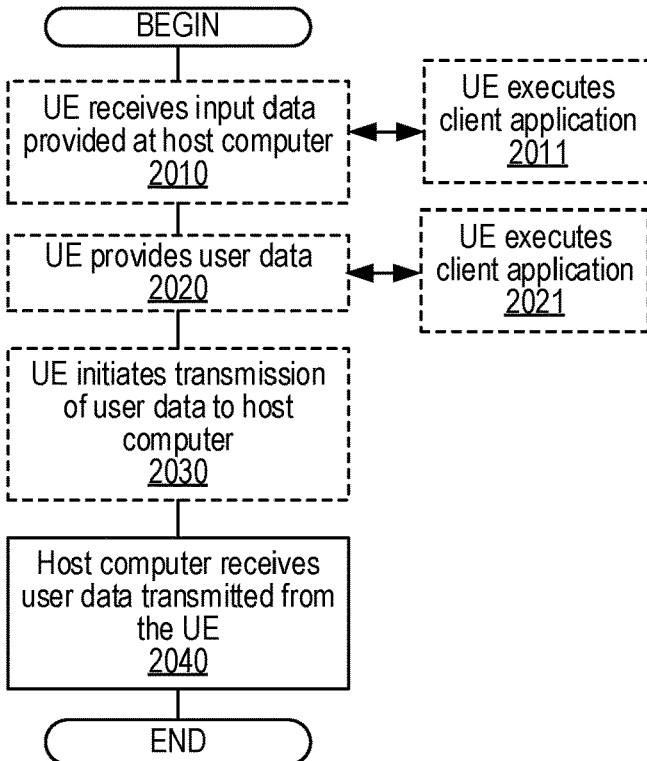 BEGIN
UE receives input data
provided at host computer
2010
UE executes
client application
2011
UE provides user data
2020
UE executes
client application
2021
UE initiates transmission
of user data to host
computer
2030
Host computer receives
user data transmitted from
the UE
2040
END